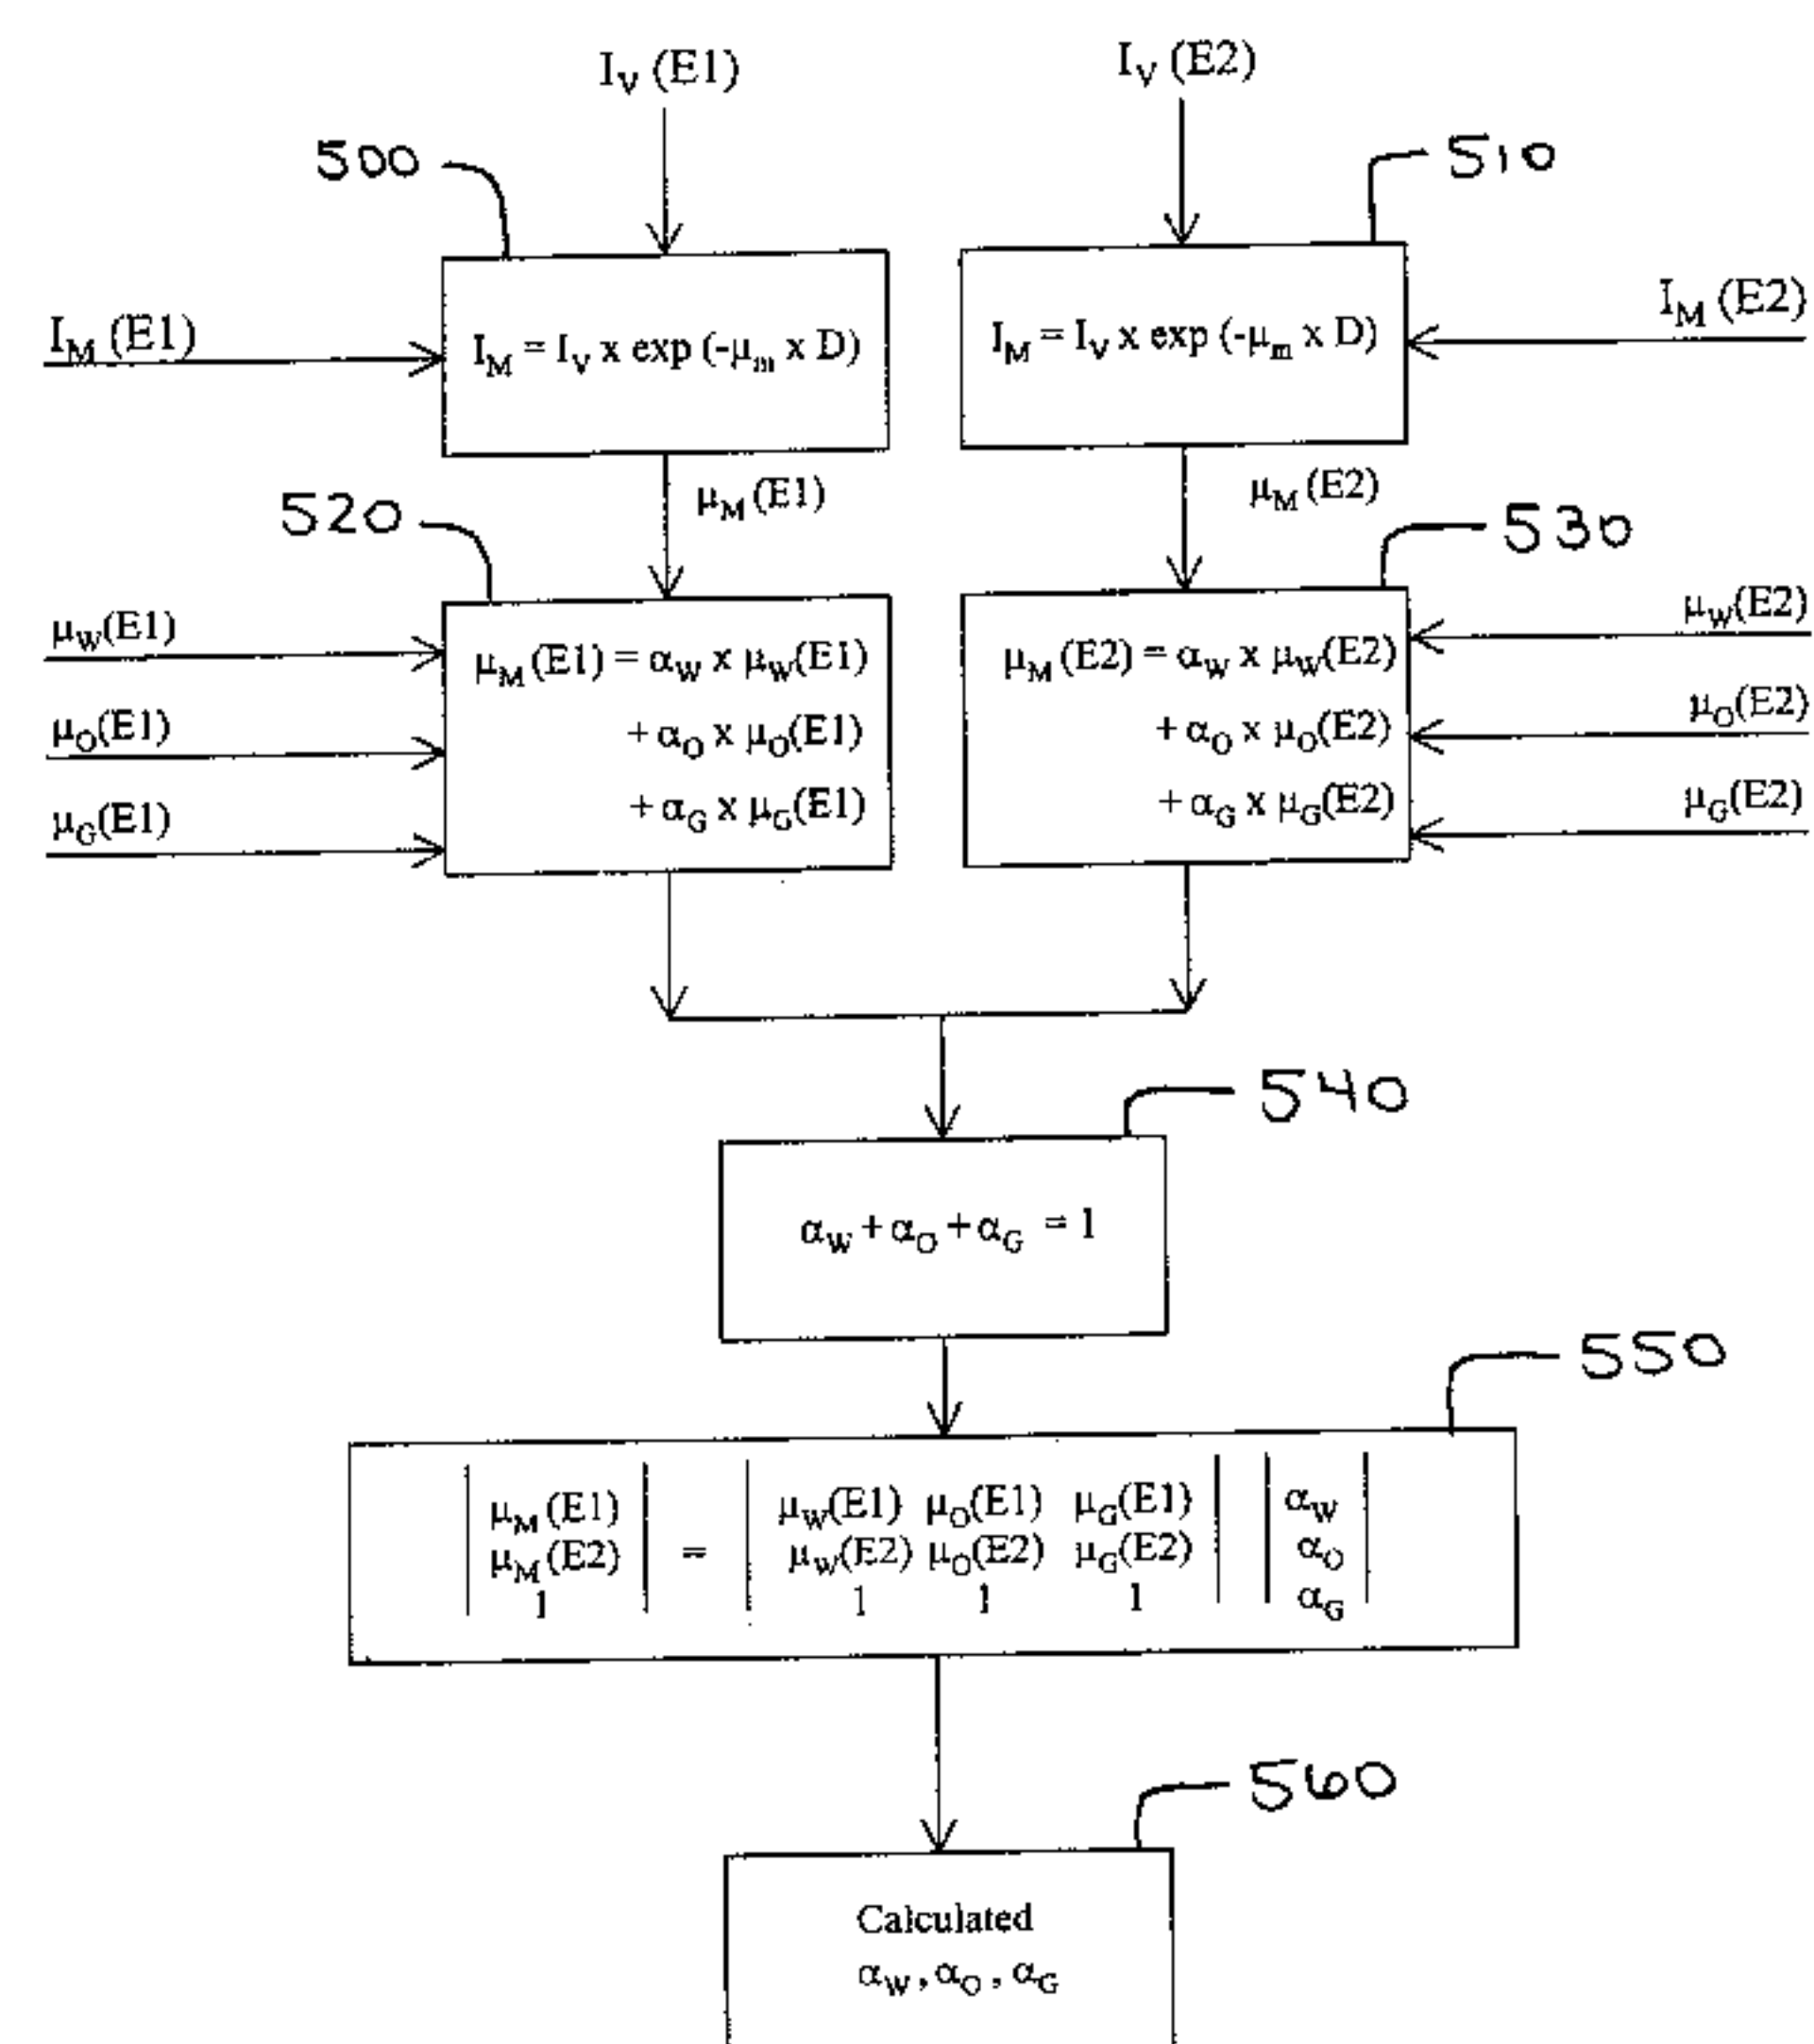 I_V (E1)
I_V (E2)
500
510
I_M (E1)
I_M = I_V x exp (-μ_m x D)
I_M = I_V x exp (-μ_m x D)
I_M (E2)
μ_M (E1)
μ_M (E2)
520
530
μ_W(E1)
μ_O(E1)
μ_G(E1)
μ_M (E1) = α_W x μ_W(E1)
+ α_O x μ_O(E1)
+ α_G x μ_G(E1)
μ_M (E2) = α_W x μ_W(E2)
+ α_O x μ_O(E2)
+ α_G x μ_G(E2)
μ_W(E2)
μ_O(E2)
μ_G(E2)
540
α_W + α_O + α_G = 1
550
| μ_M (E1) | | μ_W(E1) μ_O(E1) μ_G(E1) | | α_W |
| μ_M (E2) | = | μ_W(E2) μ_O(E2) μ_G(E2) | | α_O |
| 1 | | 1 1 1 | | α_G |
560
Calculated
α_W , α_O , α_G